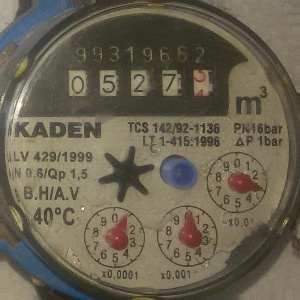 99319662
0527
m³
KADEN
TCS 142/92-1136 PN16bar
LV 429/1999 LT 1-415:1996 ΔP 1bar
N 0.6/Qp 1,5
B.H/A.V
40°C
x0,01
x0,0001 x0,001